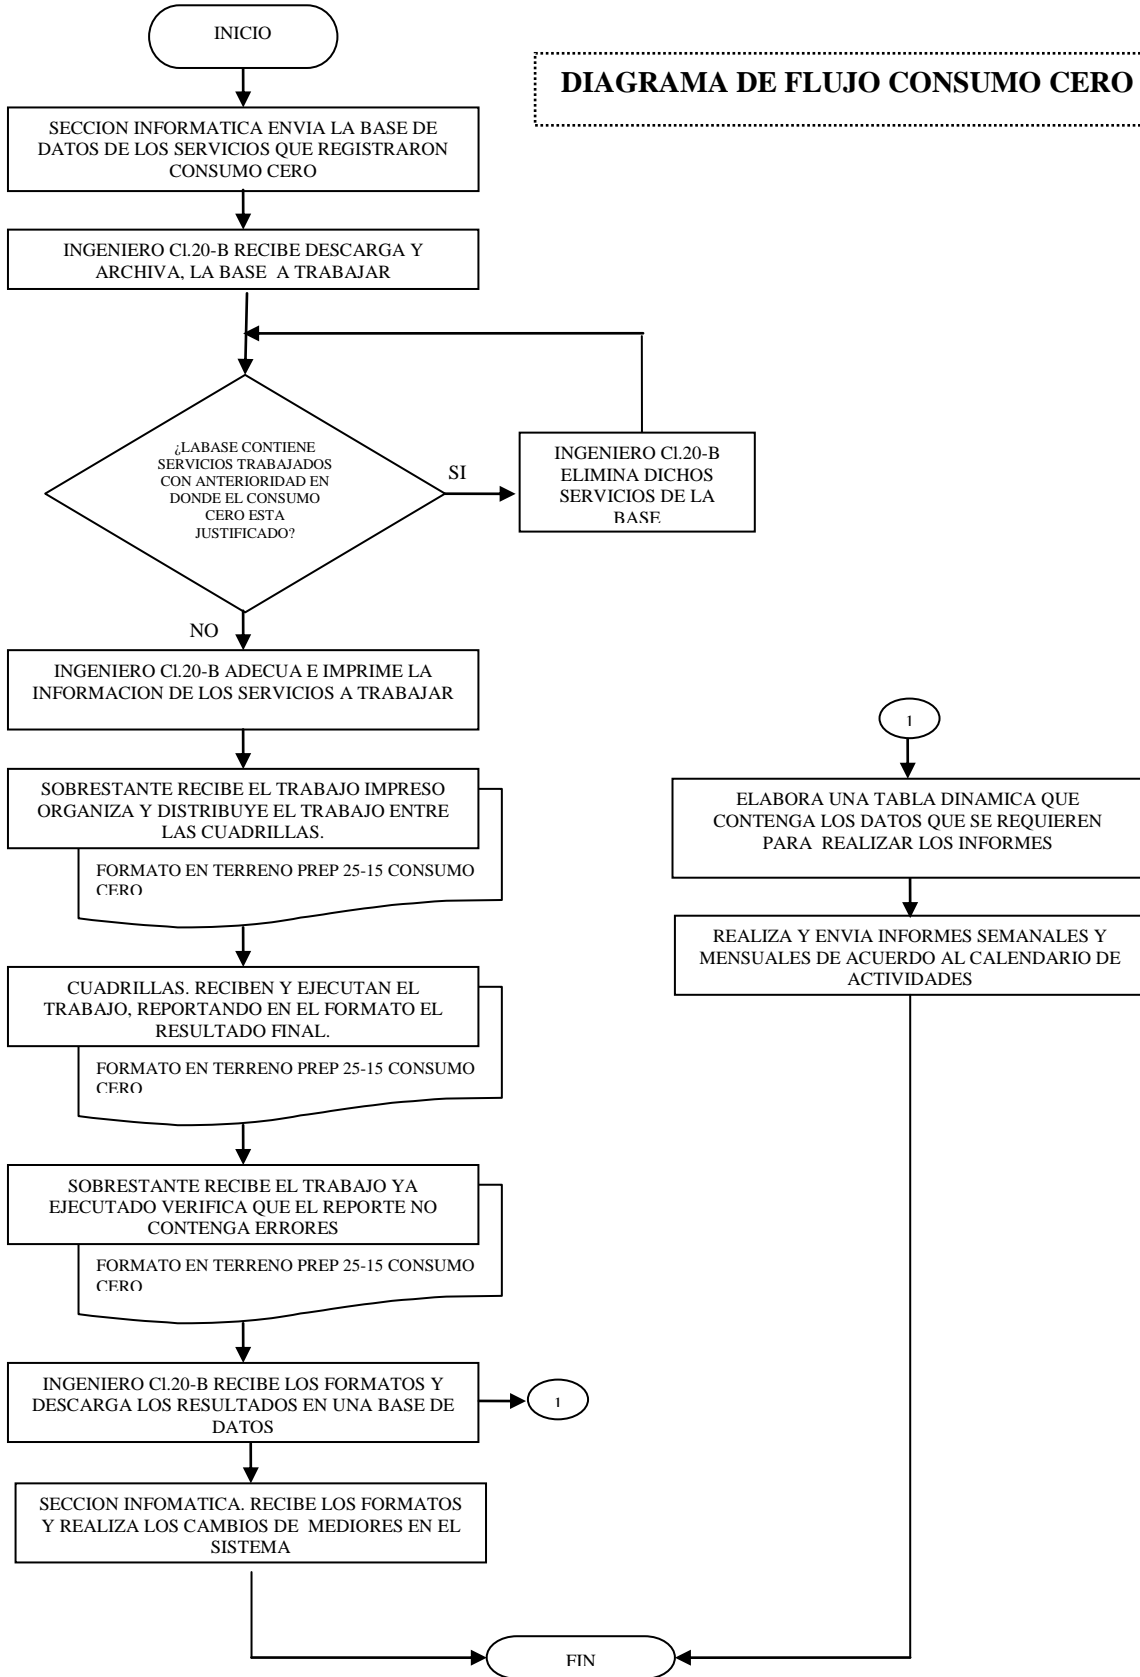 INICIO
DIAGRAMA DE FLUJO CONSUMO CERO
SECCION INFORMATICA ENVIA LA BASE DE
DATOS DE LOS SERVICIOS QUE REGISTRARON
CONSUMO CERO
INGENIERO Cl.20-B RECIBE DESCARGA Y
ARCHIVA, LA BASE A TRABAJAR
¿LABASE CONTIENE
SERVICIOS TRABAJADOS
CON ANTERIORIDAD EN
DONDE EL CONSUMO
CERO ESTA
JUSTIFICADO?
SI
INGENIERO Cl.20-B
ELIMINA DICHOS
SERVICIOS DE LA
BASE
NO
INGENIERO Cl.20-B ADECUA E IMPRIME LA
INFORMACION DE LOS SERVICIOS A TRABAJAR
SOBRESTANTE RECIBE EL TRABAJO IMPRESO
ORGANIZA Y DISTRIBUYE EL TRABAJO ENTRE
LAS CUADRILLAS.
FORMATO EN TERRENO PREP 25-15 CONSUMO
CERO
CUADRILLAS. RECIBEN Y EJECUTAN EL
TRABAJO, REPORTANDO EN EL FORMATO EL
RESULTADO FINAL.
FORMATO EN TERRENO PREP 25-15 CONSUMO
CERO
SOBRESTANTE RECIBE EL TRABAJO YA
EJECUTADO VERIFICA QUE EL REPORTE NO
CONTENGA ERRORES
FORMATO EN TERRENO PREP 25-15 CONSUMO
CERO
INGENIERO Cl.20-B RECIBE LOS FORMATOS Y
DESCARGA LOS RESULTADOS EN UNA BASE DE
DATOS
1
SECCION INFOMATICA. RECIBE LOS FORMATOS
Y REALIZA LOS CAMBIOS DE MEDIORES EN EL
SISTEMA
1
ELABORA UNA TABLA DINAMICA QUE
CONTENGA LOS DATOS QUE SE REQUIEREN
PARA REALIZAR LOS INFORMES
REALIZA Y ENVIA INFORMES SEMANALES Y
MENSUALES DE ACUERDO AL CALENDARIO DE
ACTIVIDADES
FIN